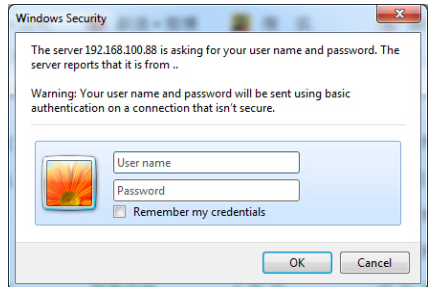 Windows Security
The server 192.168.100.88 is asking for your user name and password. The
server reports that it is from ..
Warning: Your user name and password will be sent using basic
authentication on a connection that isn't secure.
User name
Password
Remember my credentials
OK
Cancel